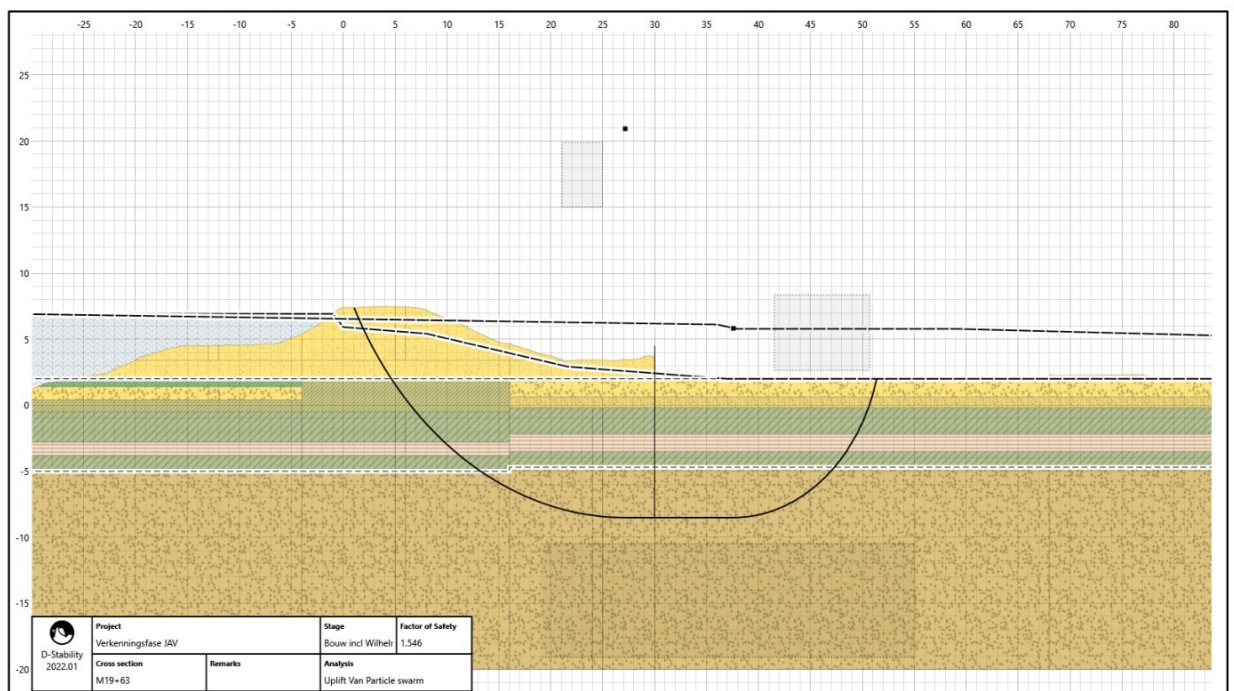 -25 -20 -15 -10 -5 0 5 10 15 20 25 30 35 40 45 50 55 60 65 70 75 80
25
20
15
10
5
0
-5
-10
-15
-20
D-Stability
2022.01
Project
Verkenningsfase JAV
Stage
Bouw incl Wilhel
Factor of Safety
1.546
Cross section
M19+63
Remarks
Analysis
Uplift Van Particle swarm